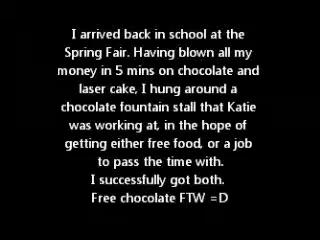 I arrived back in school at the
Spring Fair. Having blown all my
money in 5 mins on chocolate and
laser cake, I hung around a
chocolate fountain stall that Katie
was working at, in the hope of
getting either free food, or a job
to pass the time with.
I successfully got both.
Free chocolate FTW =D